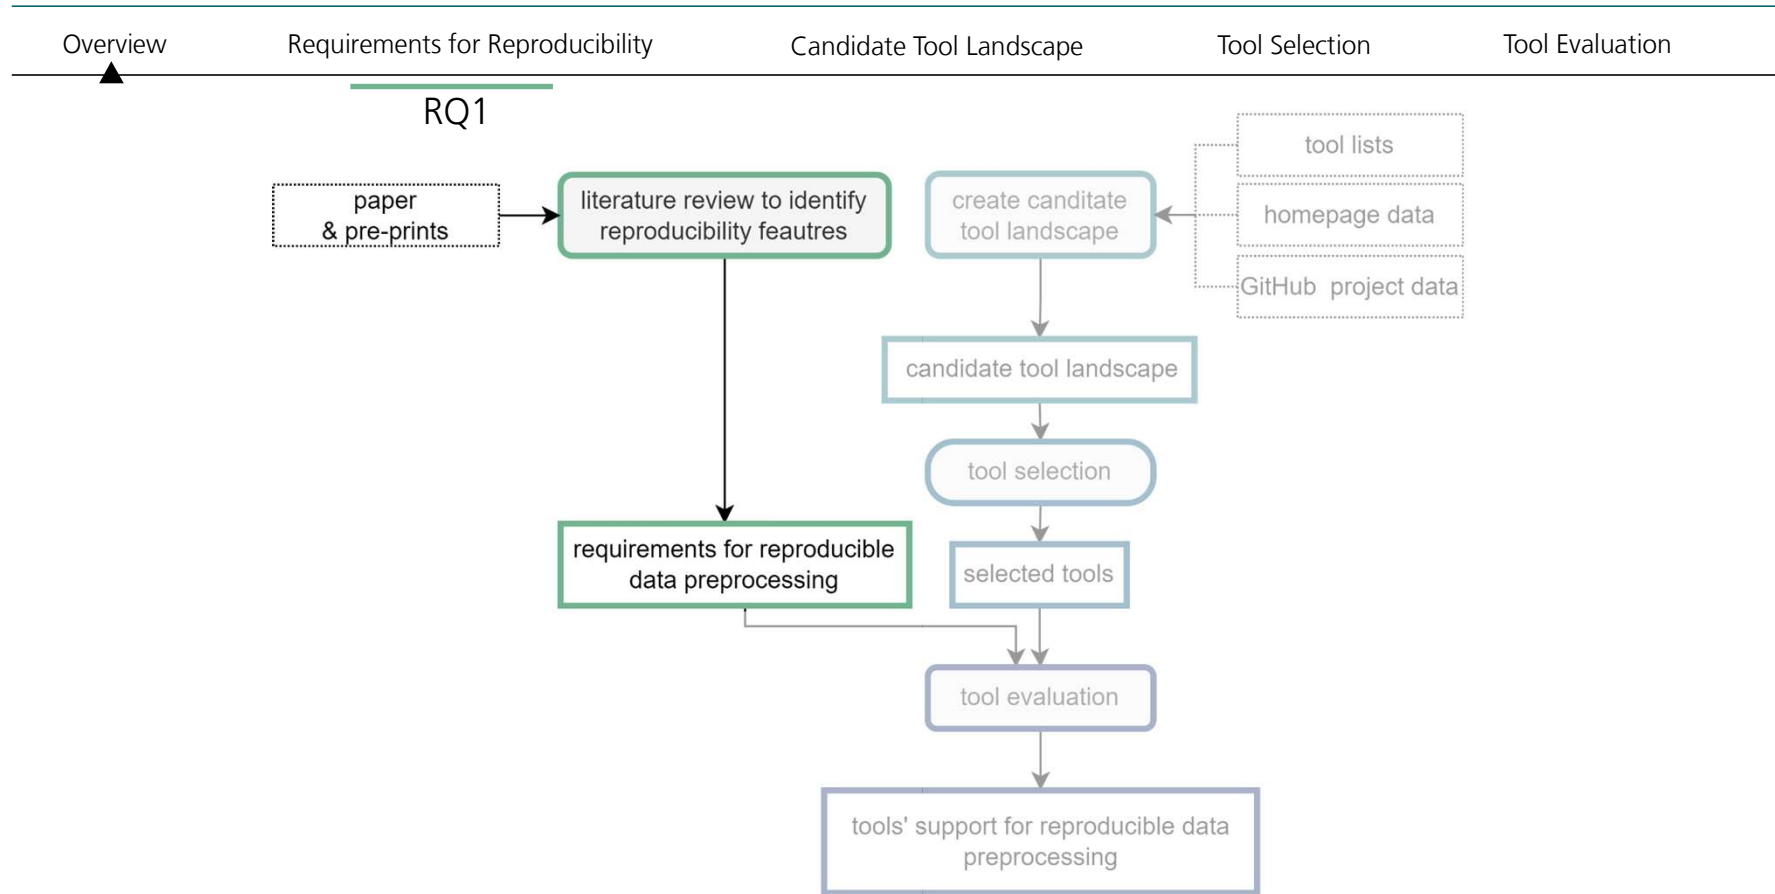 Overview
Requirements for Reproducibility
Candidate Tool Landscape
Tool Selection
Tool Evaluation
RQ1
paper
& pre-prints
literature review to identify
reproducibility feautres
create canditate
tool landscape
tool lists
homepage data
GitHub project data
candidate tool landscape
tool selection
requirements for reproducible
data preprocessing
selected tools
tool evaluation
tools' support for reproducible data
preprocessing